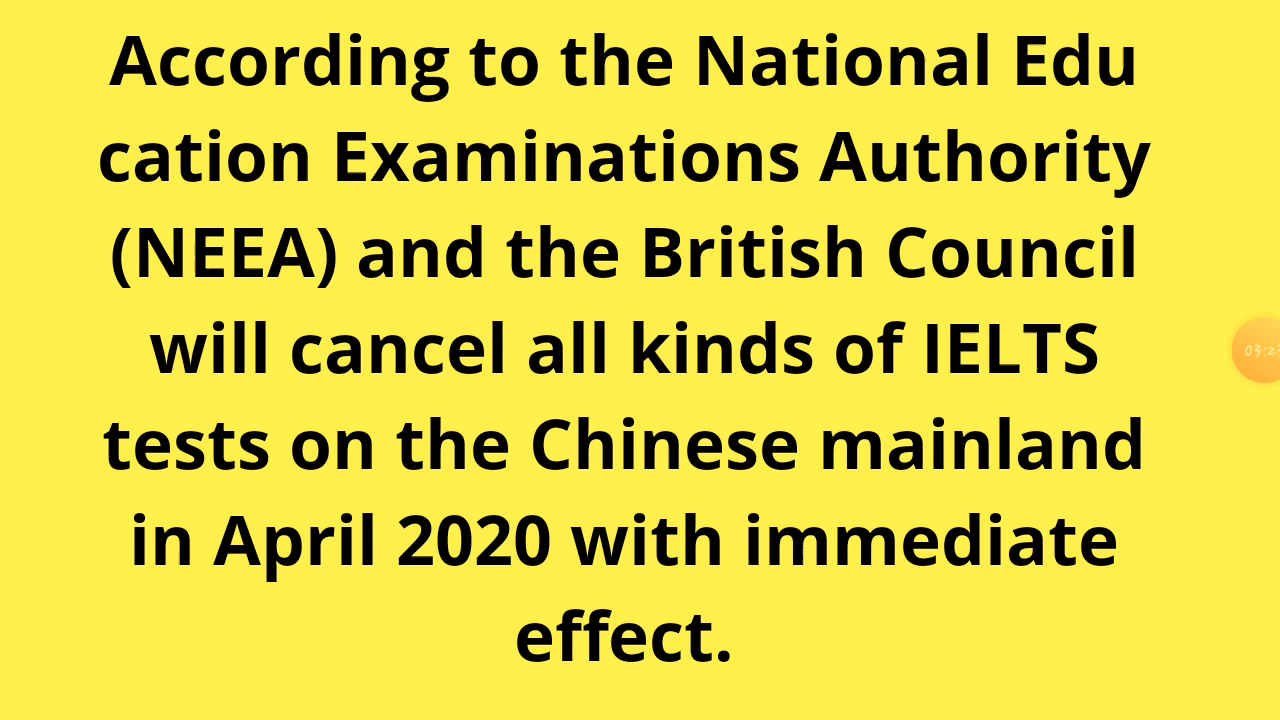 According to the National Edu
cation Examinations Authority
(NEEA) and the British Council
will cancel all kinds of IELTS
tests on the Chinese mainland
in April 2020 with immediate
effect.